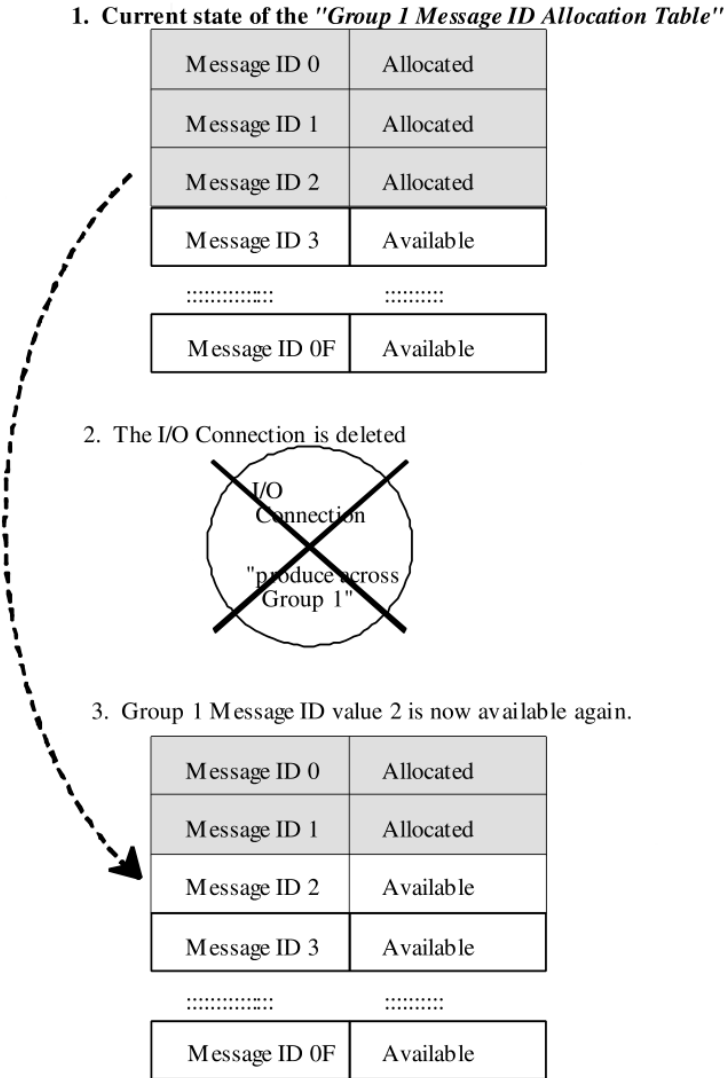 1. Current state of the "Group 1 Message ID Allocation Table"
Message ID 0 Allocated
Message ID 1 Allocated
Message ID 2 Allocated
Message ID 3 Available
:::::::::::::: ::::::::::
Message ID 0F Available
2. The I/O Connection is deleted
I/O
Connection
"produce across
Group 1"
3. Group 1 Message ID value 2 is now available again.
Message ID 0 Allocated
Message ID 1 Allocated
Message ID 2 Available
Message ID 3 Available
:::::::::::::: ::::::::::
Message ID 0F Available